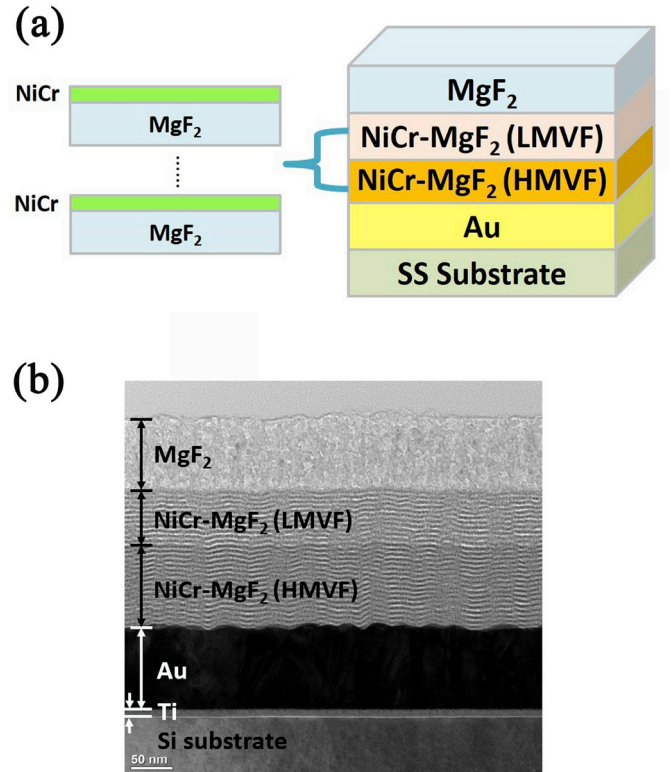 (a)
NiCr
MgF₂
NiCr
MgF₂
MgF₂
NiCr-MgF₂ (LMVF)
NiCr-MgF₂ (HMVF)
Au
SS Substrate
(b)
MgF₂
NiCr-MgF₂ (LMVF)
NiCr-MgF₂ (HMVF)
Au
Ti
Si substrate
50 nm